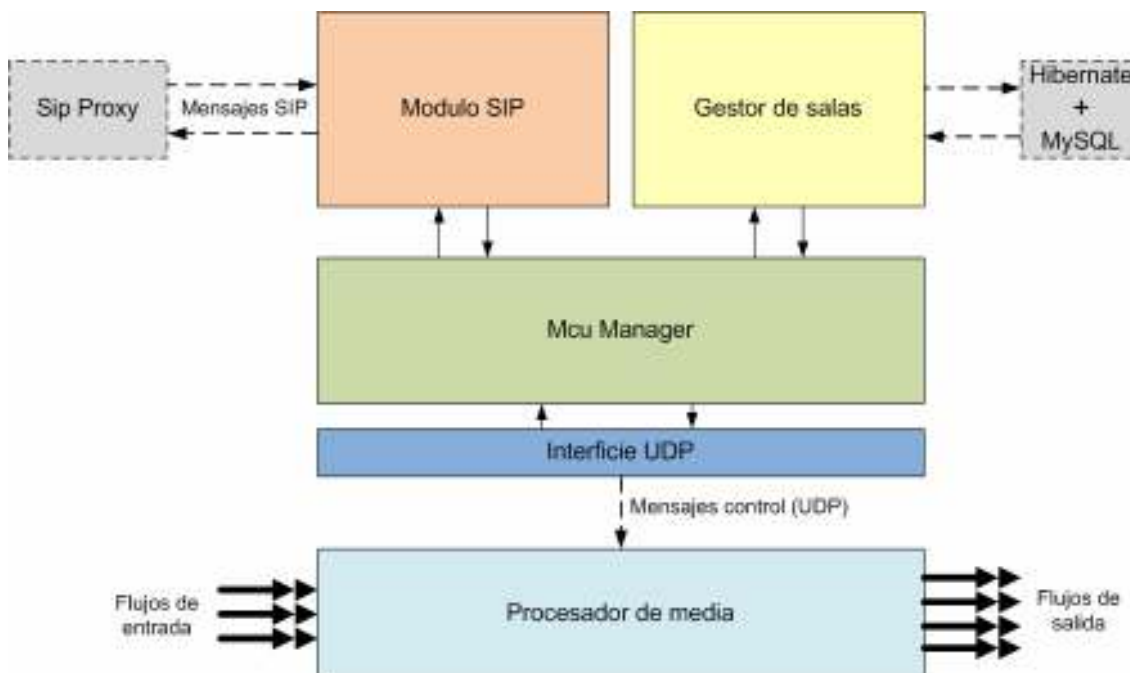 Sip Proxy
Mensajes SIP
Modulo SIP
Gestor de salas
Hibernate
+
MySQL
Mcu Manager
Interficie UDP
Mensajes control (UDP)
Flujos de
entrada
Procesador de media
Flujos de
salida